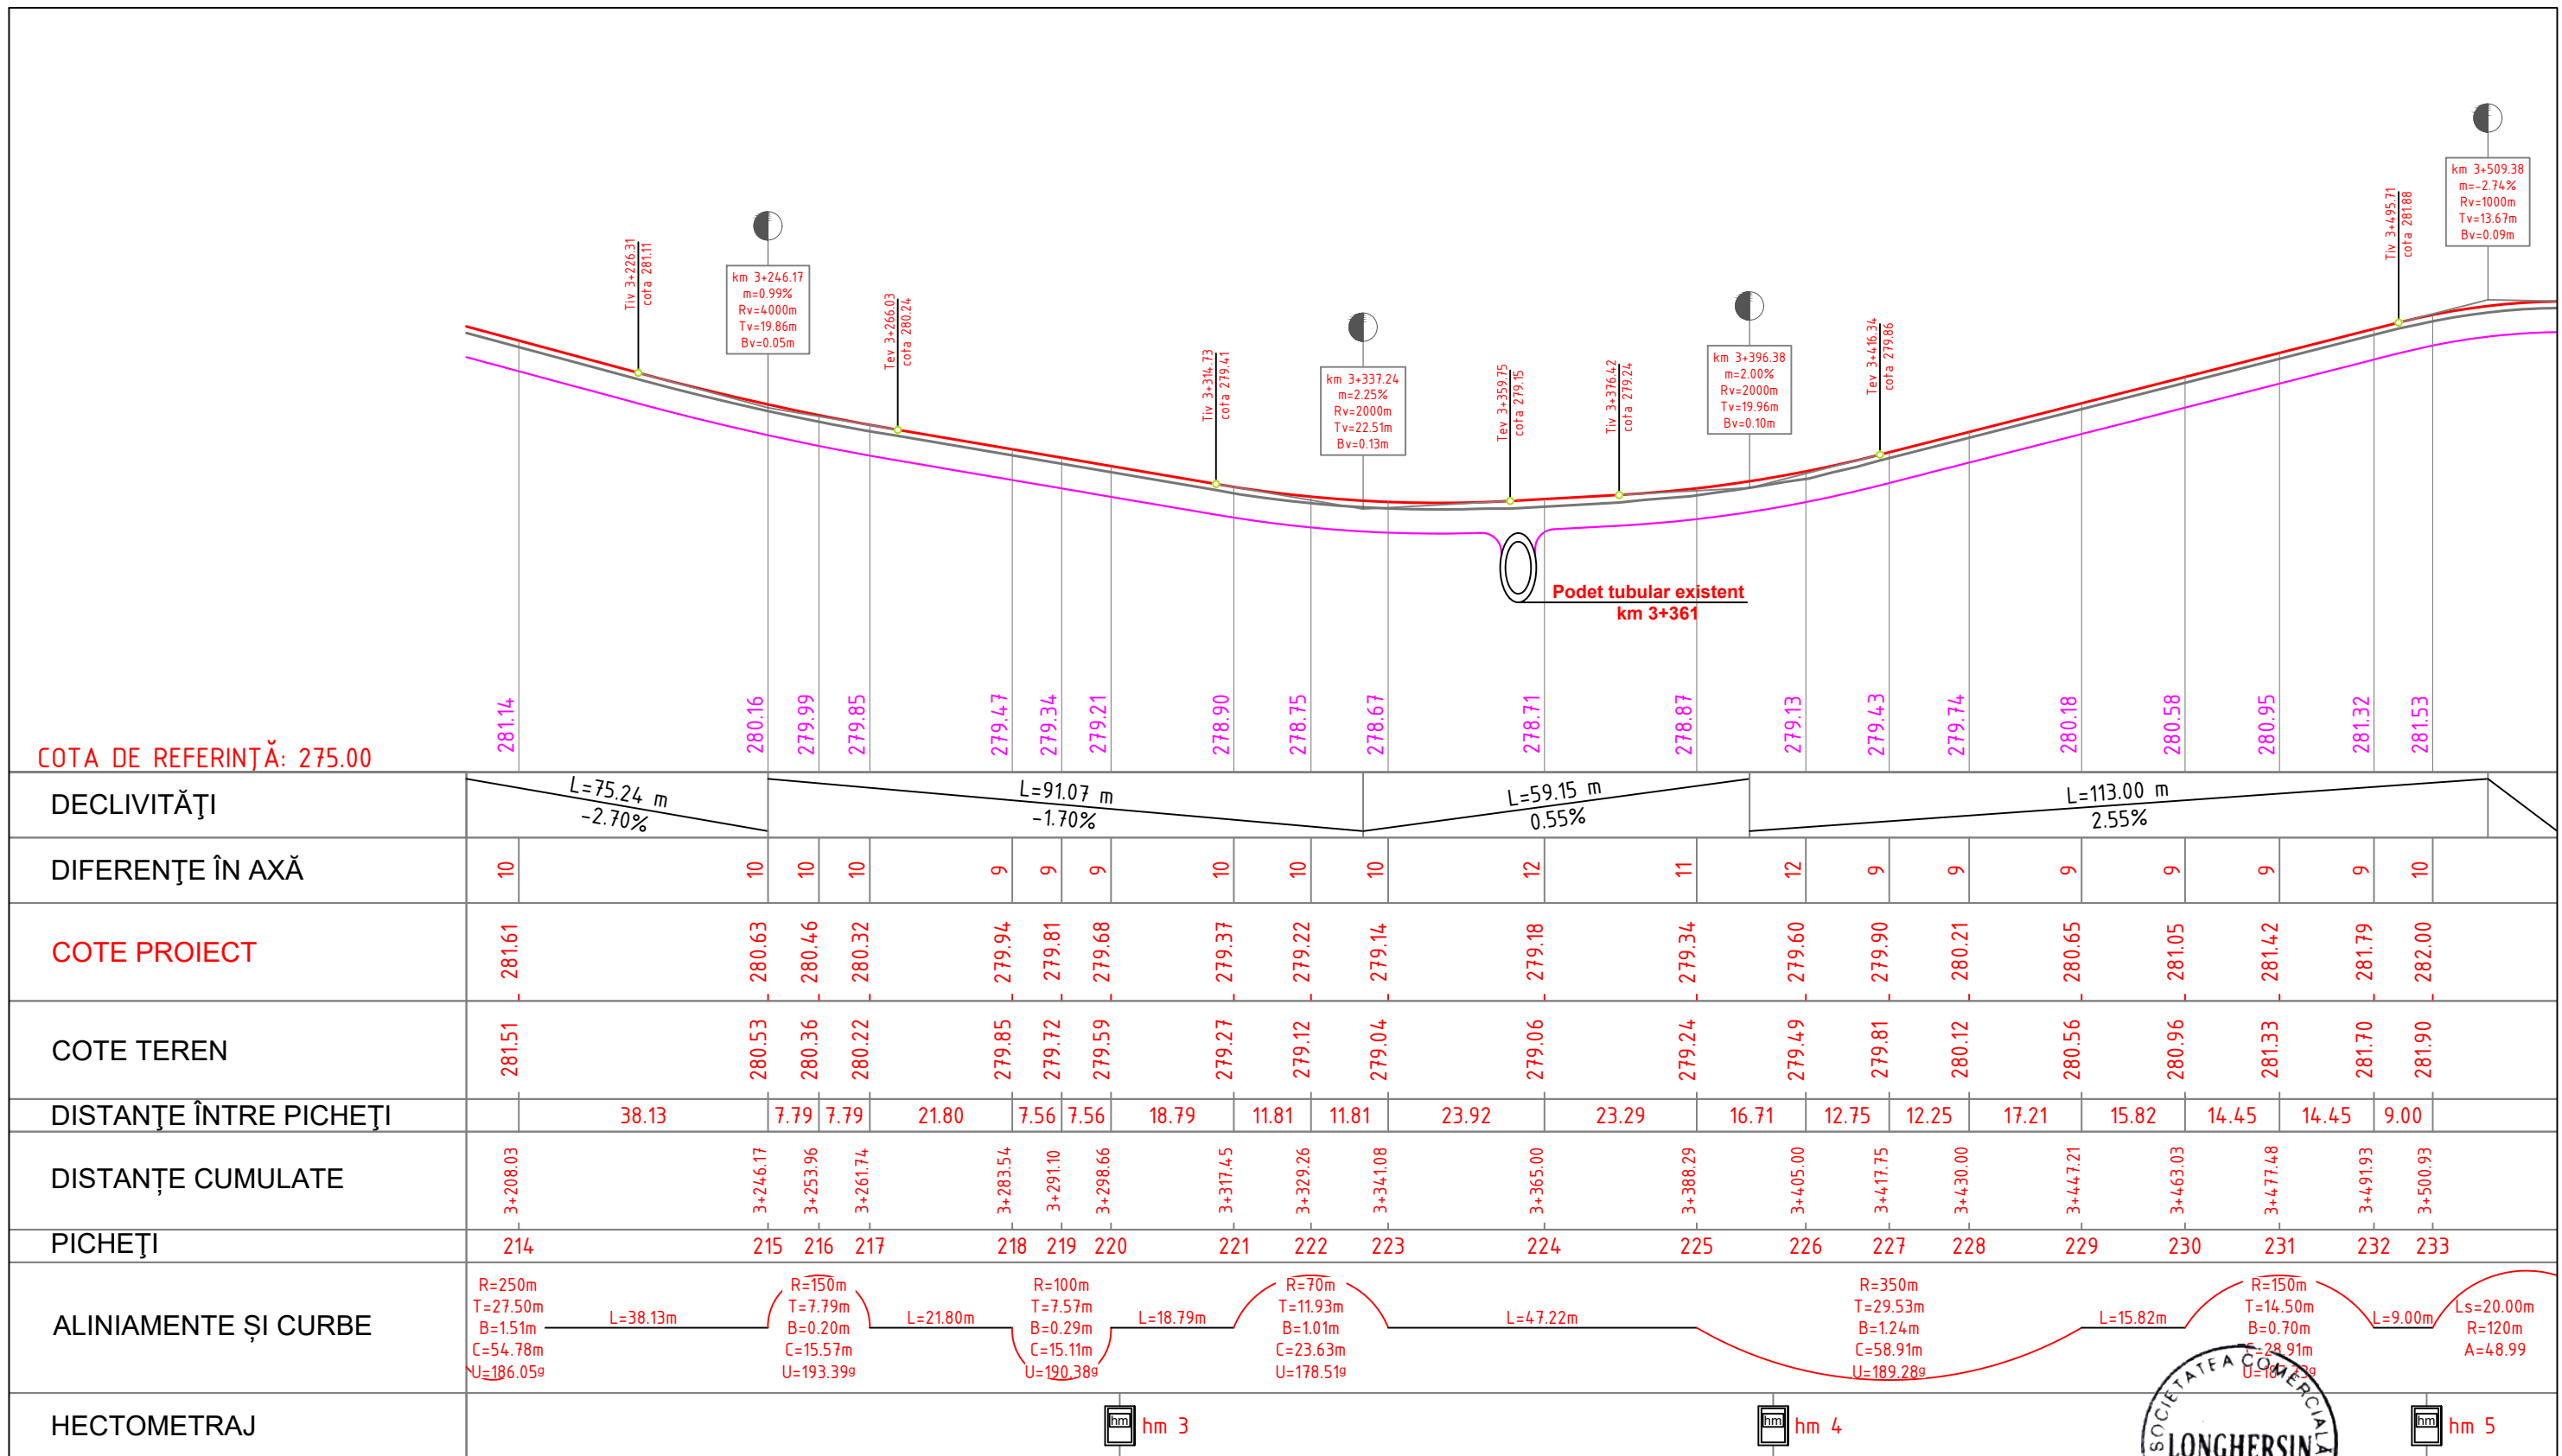 km 3+509.38
m=-2.74%
Rv=1000m
Tv=13.67m
Bv=0.09m
Tiv 3+495.71
cota 281.88
Tiv 3+226.31
cota 281.11
km 3+246.17
m=0.99%
Rv=4000m
Tv=19.86m
Bv=0.05m
Tev 3+266.03
cota 280.24
Tiv 3+314.73
cota 279.41
km 3+337.24
m=2.25%
Rv=2000m
Tv=22.51m
Bv=0.13m
Tev 3+359.75
cota 279.15
Tiv 3+376.42
cota 279.24
km 3+396.38
m=2.00%
Rv=2000m
Tv=19.96m
Bv=0.10m
Tev 3+416.34
cota 279.86
Podet tubular existent
km 3+361
281.14 280.16 279.99 279.85 279.47 279.34 279.21 278.90 278.75 278.67 278.71 278.87 279.13 279.43 279.74 280.18 280.58 280.95 281.32 281.53
COTA DE REFERINŢĂ: 275.00
DECLIVITĂŢI
L=75.24 m
-2.70%
L=91.07 m
-1.70%
L=59.15 m
0.55%
L=113.00 m
2.55%
DIFERENŢE ÎN AXĂ
10 10 10 10 9 9 9 10 10 10 12 11 12 9 9 9 9 9 9 10
COTE PROIECT
281.61 280.63 280.46 280.32 279.94 279.81 279.68 279.37 279.22 279.14 279.18 279.34 279.60 279.90 280.21 280.65 281.05 281.42 281.79 282.00
COTE TEREN
281.51 280.53 280.36 280.22 279.85 279.72 279.59 279.27 279.12 279.04 279.06 279.24 279.49 279.81 280.12 280.56 280.96 281.33 281.70 281.90
DISTANŢE ÎNTRE PICHEŢI
38.13 7.79 7.79 21.80 7.56 7.56 18.79 11.81 11.81 23.92 23.29 16.71 12.75 12.25 17.21 15.82 14.45 14.45 9.00
DISTANȚE CUMULATE
3+208.03 3+246.17 3+253.96 3+261.74 3+283.54 3+291.10 3+298.66 3+317.45 3+329.26 3+341.08 3+365.00 3+388.29 3+405.00 3+417.75 3+430.00 3+447.21 3+463.03 3+477.48 3+491.93 3+500.93
PICHEŢI
214 215 216 217 218 219 220 221 222 223 224 225 226 227 228 229 230 231 232 233
ALINIAMENTE ȘI CURBE
R=250m
T=27.50m
B=1.51m
C=54.78m
U=186.05g
L=38.13m
R=150m
T=7.79m
B=0.20m
C=15.57m
U=193.39g
L=21.80m
R=100m
T=7.57m
B=0.29m
C=15.11m
U=190.38g
L=18.79m
R=70m
T=11.93m
B=1.01m
C=23.63m
U=178.51g
L=47.22m
R=350m
T=29.53m
B=1.24m
C=58.91m
U=189.28g
L=15.82m
R=150m
T=14.50m
B=0.70m
C=28.91m
L=9.00m
Ls=20.00m
R=120m
A=48.99
HECTOMETRAJ
hm hm 3
hm hm 4
hm hm 5
SOCIETATEA COMERCIALĂ
LONGHERSIN